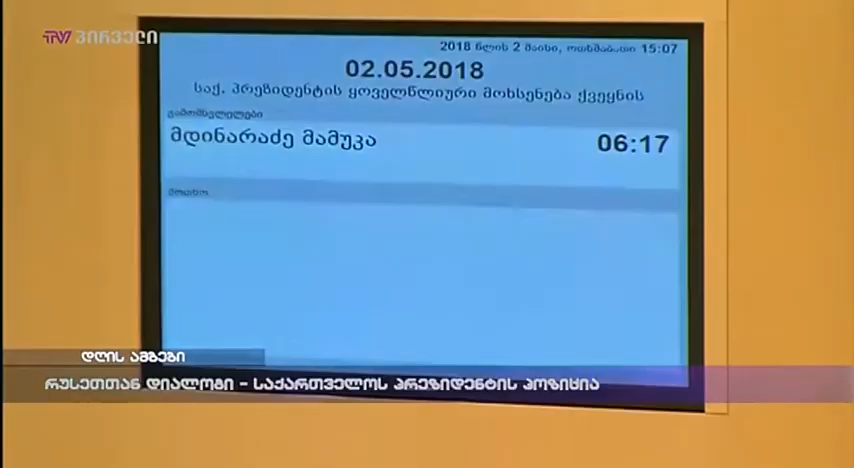 TV პირველი
2018 წლის 2 მაისი, ოთხშაბათი 15:07
02.05.2018
საქ. პრეზიდენტის ყოველწლიური მოხსენება ქვეყნის
გამომსვლელები
მდინარაძე მამუკა 06:17
დღის ამბები
რუსეთთან დიალოგი - საქართველოს პრეზიდენტის პოზიცია